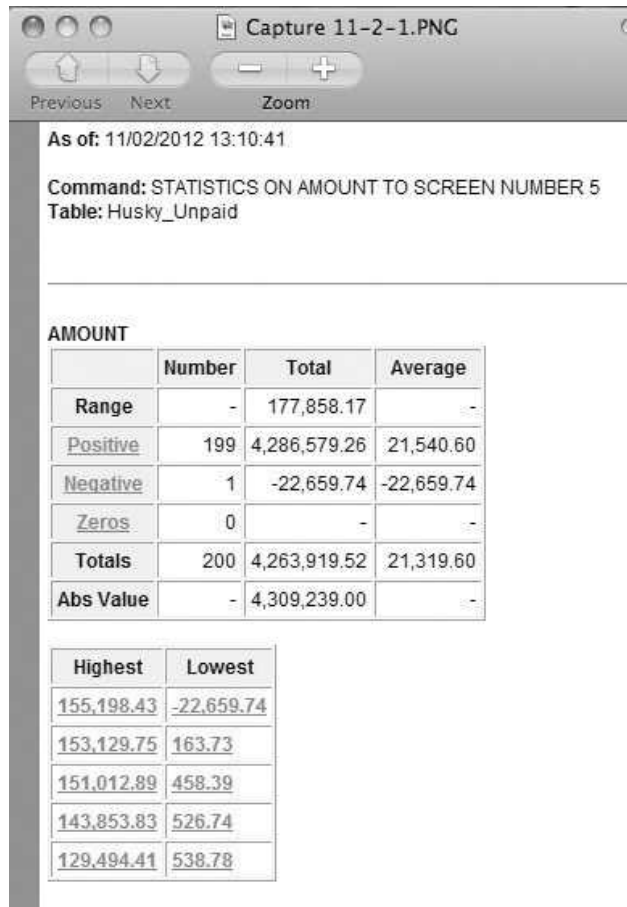 Capture 11-2-1.PNG
Previous Next Zoom
As of: 11/02/2012 13:10:41
Command: STATISTICS ON AMOUNT TO SCREEN NUMBER 5
Table: Husky_Unpaid
AMOUNT
Number Total Average
Range - 177,858.17 -
Positive 199 4,286,579.26 21,540.60
Negative 1 -22,659.74 -22,659.74
Zeros 0 - -
Totals 200 4,263,919.52 21,319.60
Abs Value - 4,309,239.00 -
Highest Lowest
155,198.43 -22,659.74
153,129.75 163.73
151,012.89 458.39
143,853.83 526.74
129,494.41 538.78